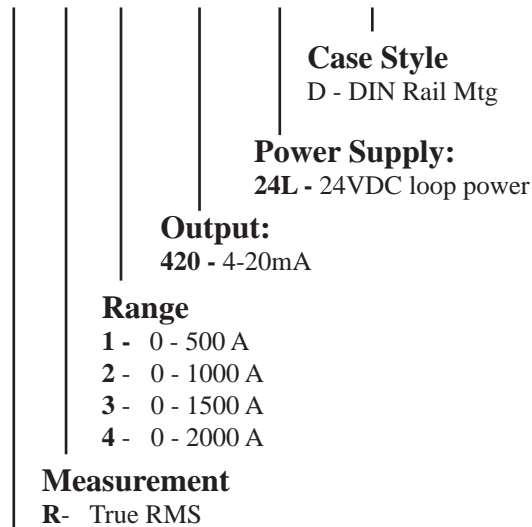 Case Style
D - DIN Rail Mtg
Power Supply:
24L - 24VDC loop power
Output:
420 - 4-20mA
Range
1 - 0 - 500 A
2 - 0 - 1000 A
3 - 0 - 1500 A
4 - 0 - 2000 A
Measurement
R- True RMS